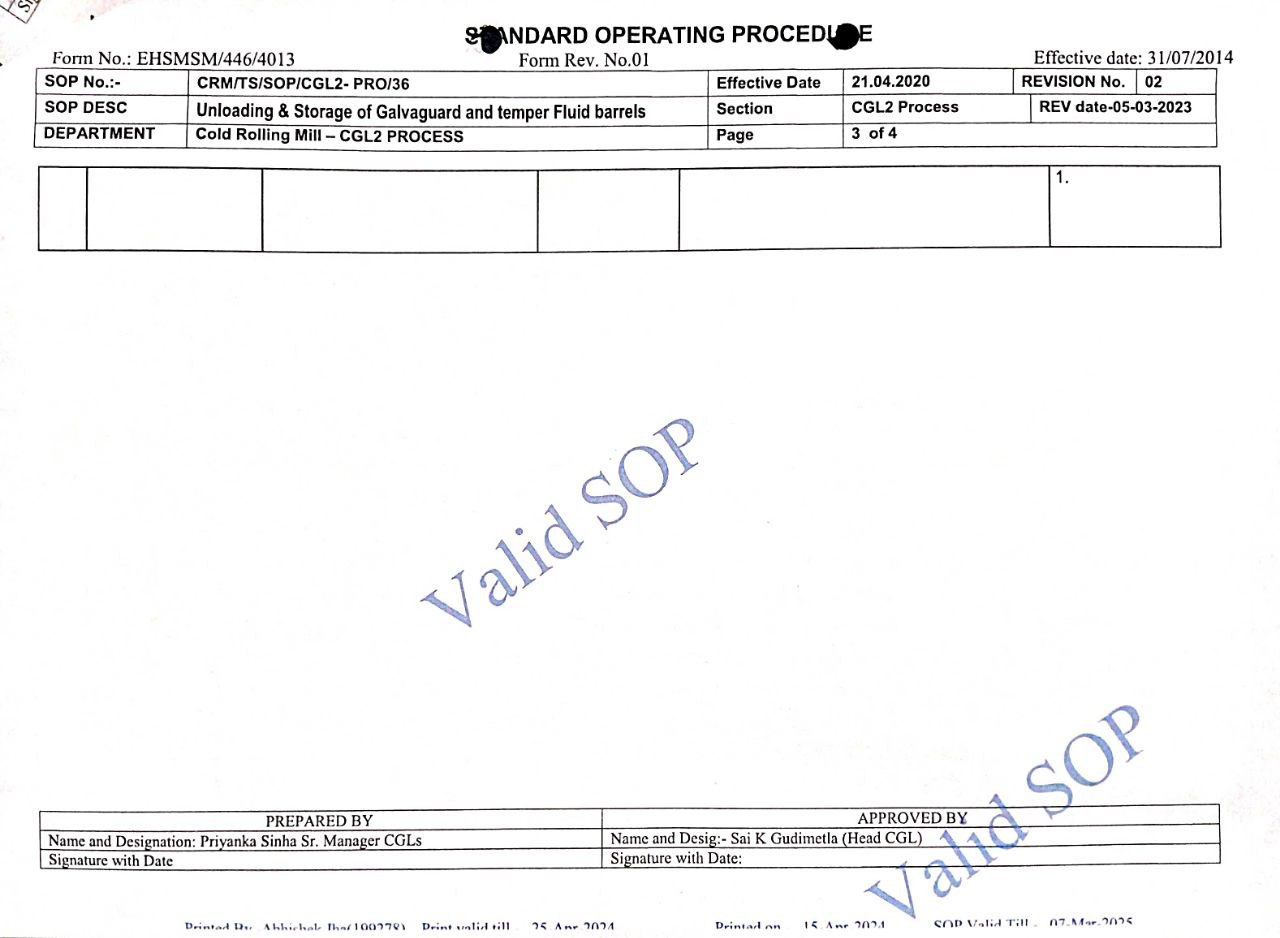 STANDARD OPERATING PROCEDURE
Form No.: EHSMSM/446/4013 Form Rev. No.01 Effective date: 31/07/2014
SOP No.:- CRM/TS/SOP/CGL2- PRO/36 Effective Date 21.04.2020 REVISION No. 02
SOP DESC Unloading & Storage of Galvaguard and temper Fluid barrels Section CGL2 Process REV date-05-03-2023
DEPARTMENT Cold Rolling Mill – CGL2 PROCESS Page 3 of 4
1.
Valid SOP
Valid SOP
PREPARED BY APPROVED BY
Name and Designation: Priyanka Sinha Sr. Manager CGLs Name and Desig:- Sai K Gudimetla (Head CGL)
Signature with Date Signature with Date:
Printed By Abhishek Jha(199278) Print valid till 25 Apr 2024 Printed on 15 Apr 2024 SOP Valid Till 07-Mar-2025